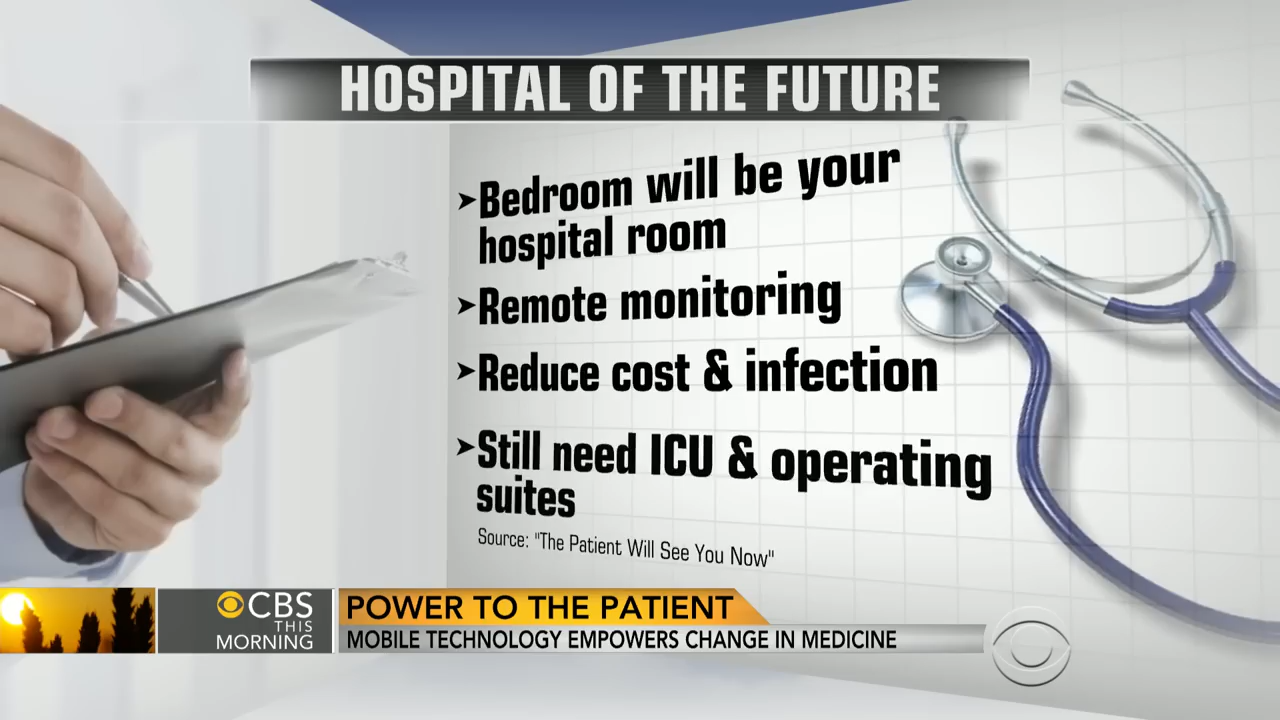 HOSPITAL OF THE FUTURE
➤Bedroom will be your
hospital room
➤Remote monitoring
➤Reduce cost & infection
➤Still need ICU & operating
suites
Source: "The Patient Will See You Now"
CBS
THIS
MORNING
POWER TO THE PATIENT
MOBILE TECHNOLOGY EMPOWERS CHANGE IN MEDICINE